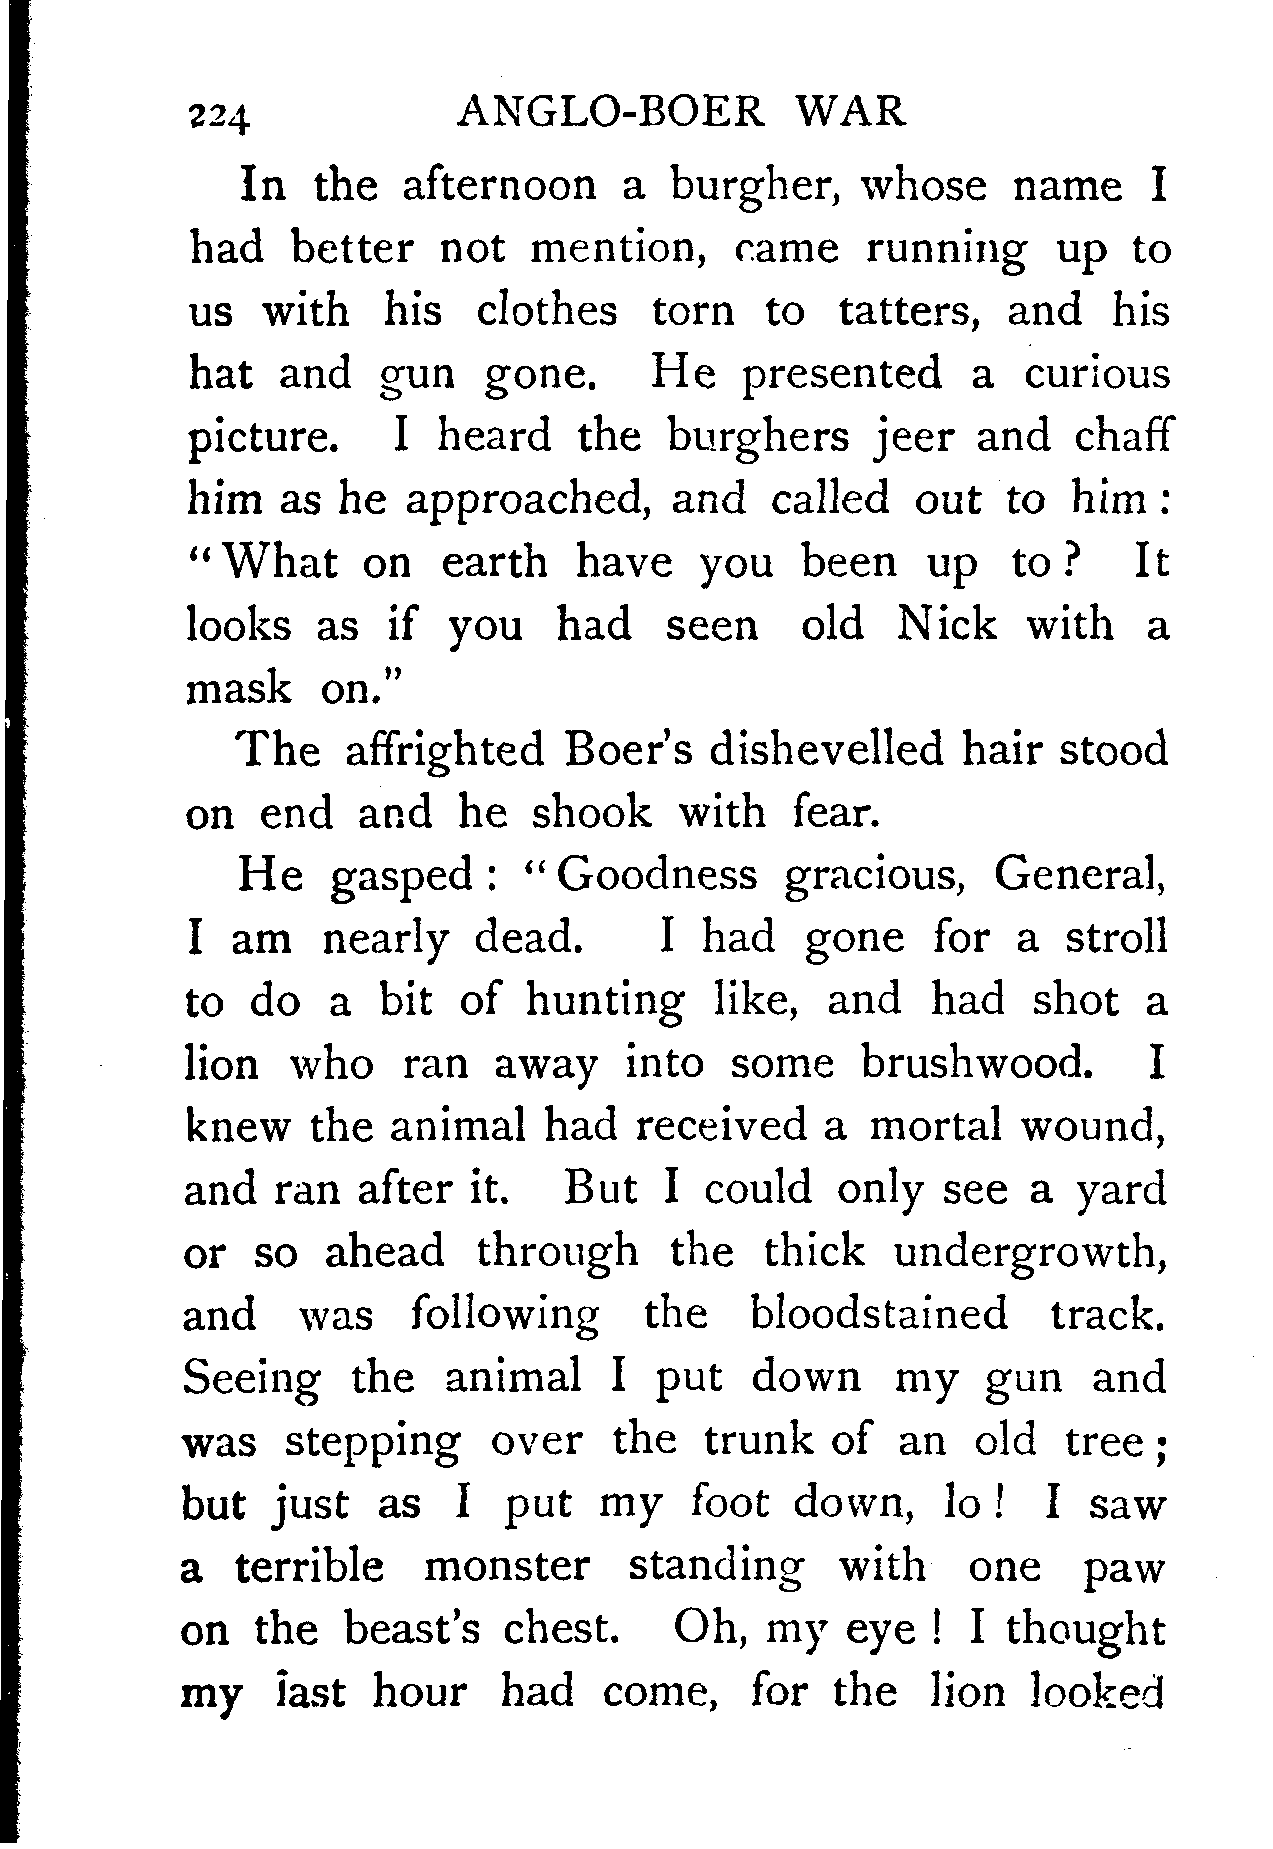 224 ANGLO-BOER WAR
In the afternoon a burgher, whose name I
had better not mention, came running up to
us with his clothes torn to tatters, and his
hat and gun gone. He presented a curious
picture. I heard the burghers jeer and chaff
him as he approached, and called out to him :
“ What on earth have you been up to ? It
looks as if you had seen old Nick with a
mask on.”
The affrighted Boer’s dishevelled hair stood
on end and he shook with fear.
He gasped : “ Goodness gracious, General,
I am nearly dead. I had gone for a stroll
to do a bit of hunting like, and had shot a
lion who ran away into some brushwood. I
knew the animal had received a mortal wound,
and ran after it. But I could only see a yard
or so ahead through the thick undergrowth,
and was following the bloodstained track.
Seeing the animal I put down my gun and
was stepping over the trunk of an old tree ;
but just as I put my foot down, lo ! I saw
a terrible monster standing with one paw
on the beast’s chest. Oh, my eye ! I thought
my last hour had come, for the lion looked